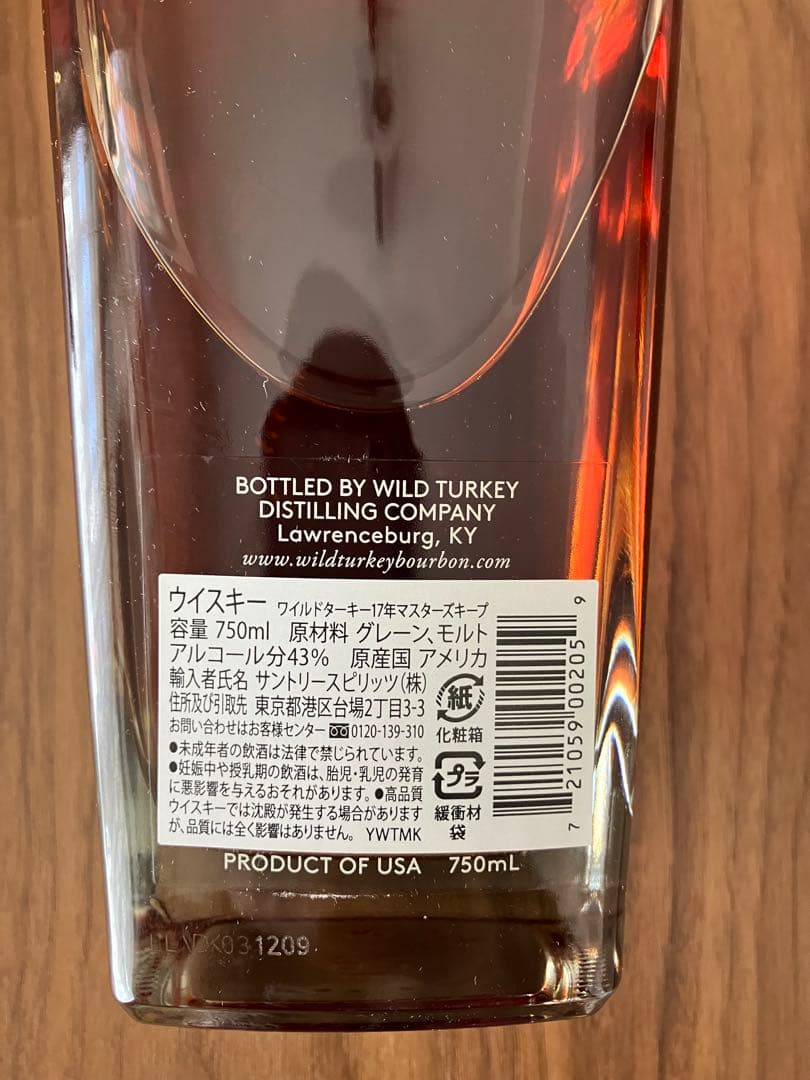 BOTTLED BY WILD TURKEY
DISTILLING COMPANY
Lawrenceburg, KY
www.wildturkeybourbon.com
ウイスキー ワイルドターキー17年マスターズキープ
容量 750ml 原材料 グレーン、モルト
アルコール分43% 原産国 アメリカ
輸入者氏名 サントリースピリッツ(株)
住所及び引取先 東京都港区台場2丁目3-3
お問い合わせはお客様センター 0120-139-310
●未成年者の飲酒は法律で禁じられています。
●妊娠中や授乳期の飲酒は、胎児・乳児の発育
に悪影響を与えるおそれがあります。●高品質
ウイスキーでは沈殿が発生する場合があります
が、品質には全く影響はありません。 YWTMK
紙
化粧箱
プラ
緩衝材
袋
7 21059 00205 9
PRODUCT OF USA 750mL
031209